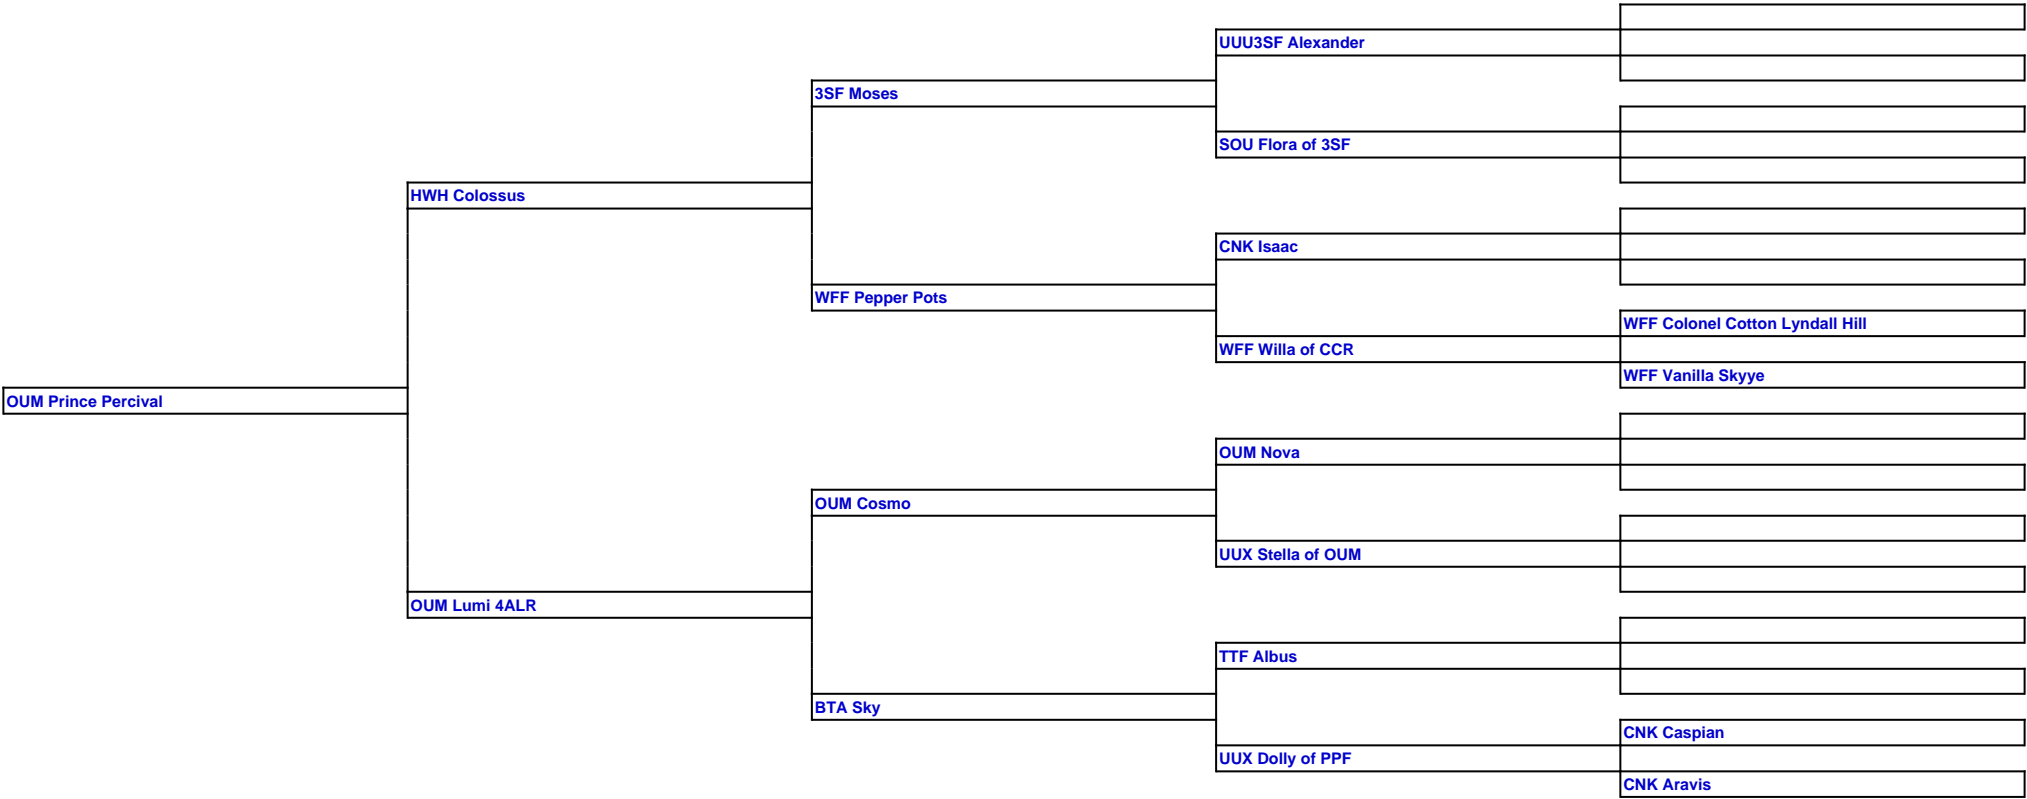 UUU3SF Alexander
3SF Moses
SOU Flora of 3SF
HWH Colossus
CNK Isaac
WFF Pepper Pots
WFF Colonel Cotton Lyndall Hill
WFF Willa of CCR
WFF Vanilla Skyye
OUM Prince Percival
OUM Nova
OUM Cosmo
UUX Stella of OUM
OUM Lumi 4ALR
TTF Albus
BTA Sky
CNK Caspian
UUX Dolly of PPF
CNK Aravis